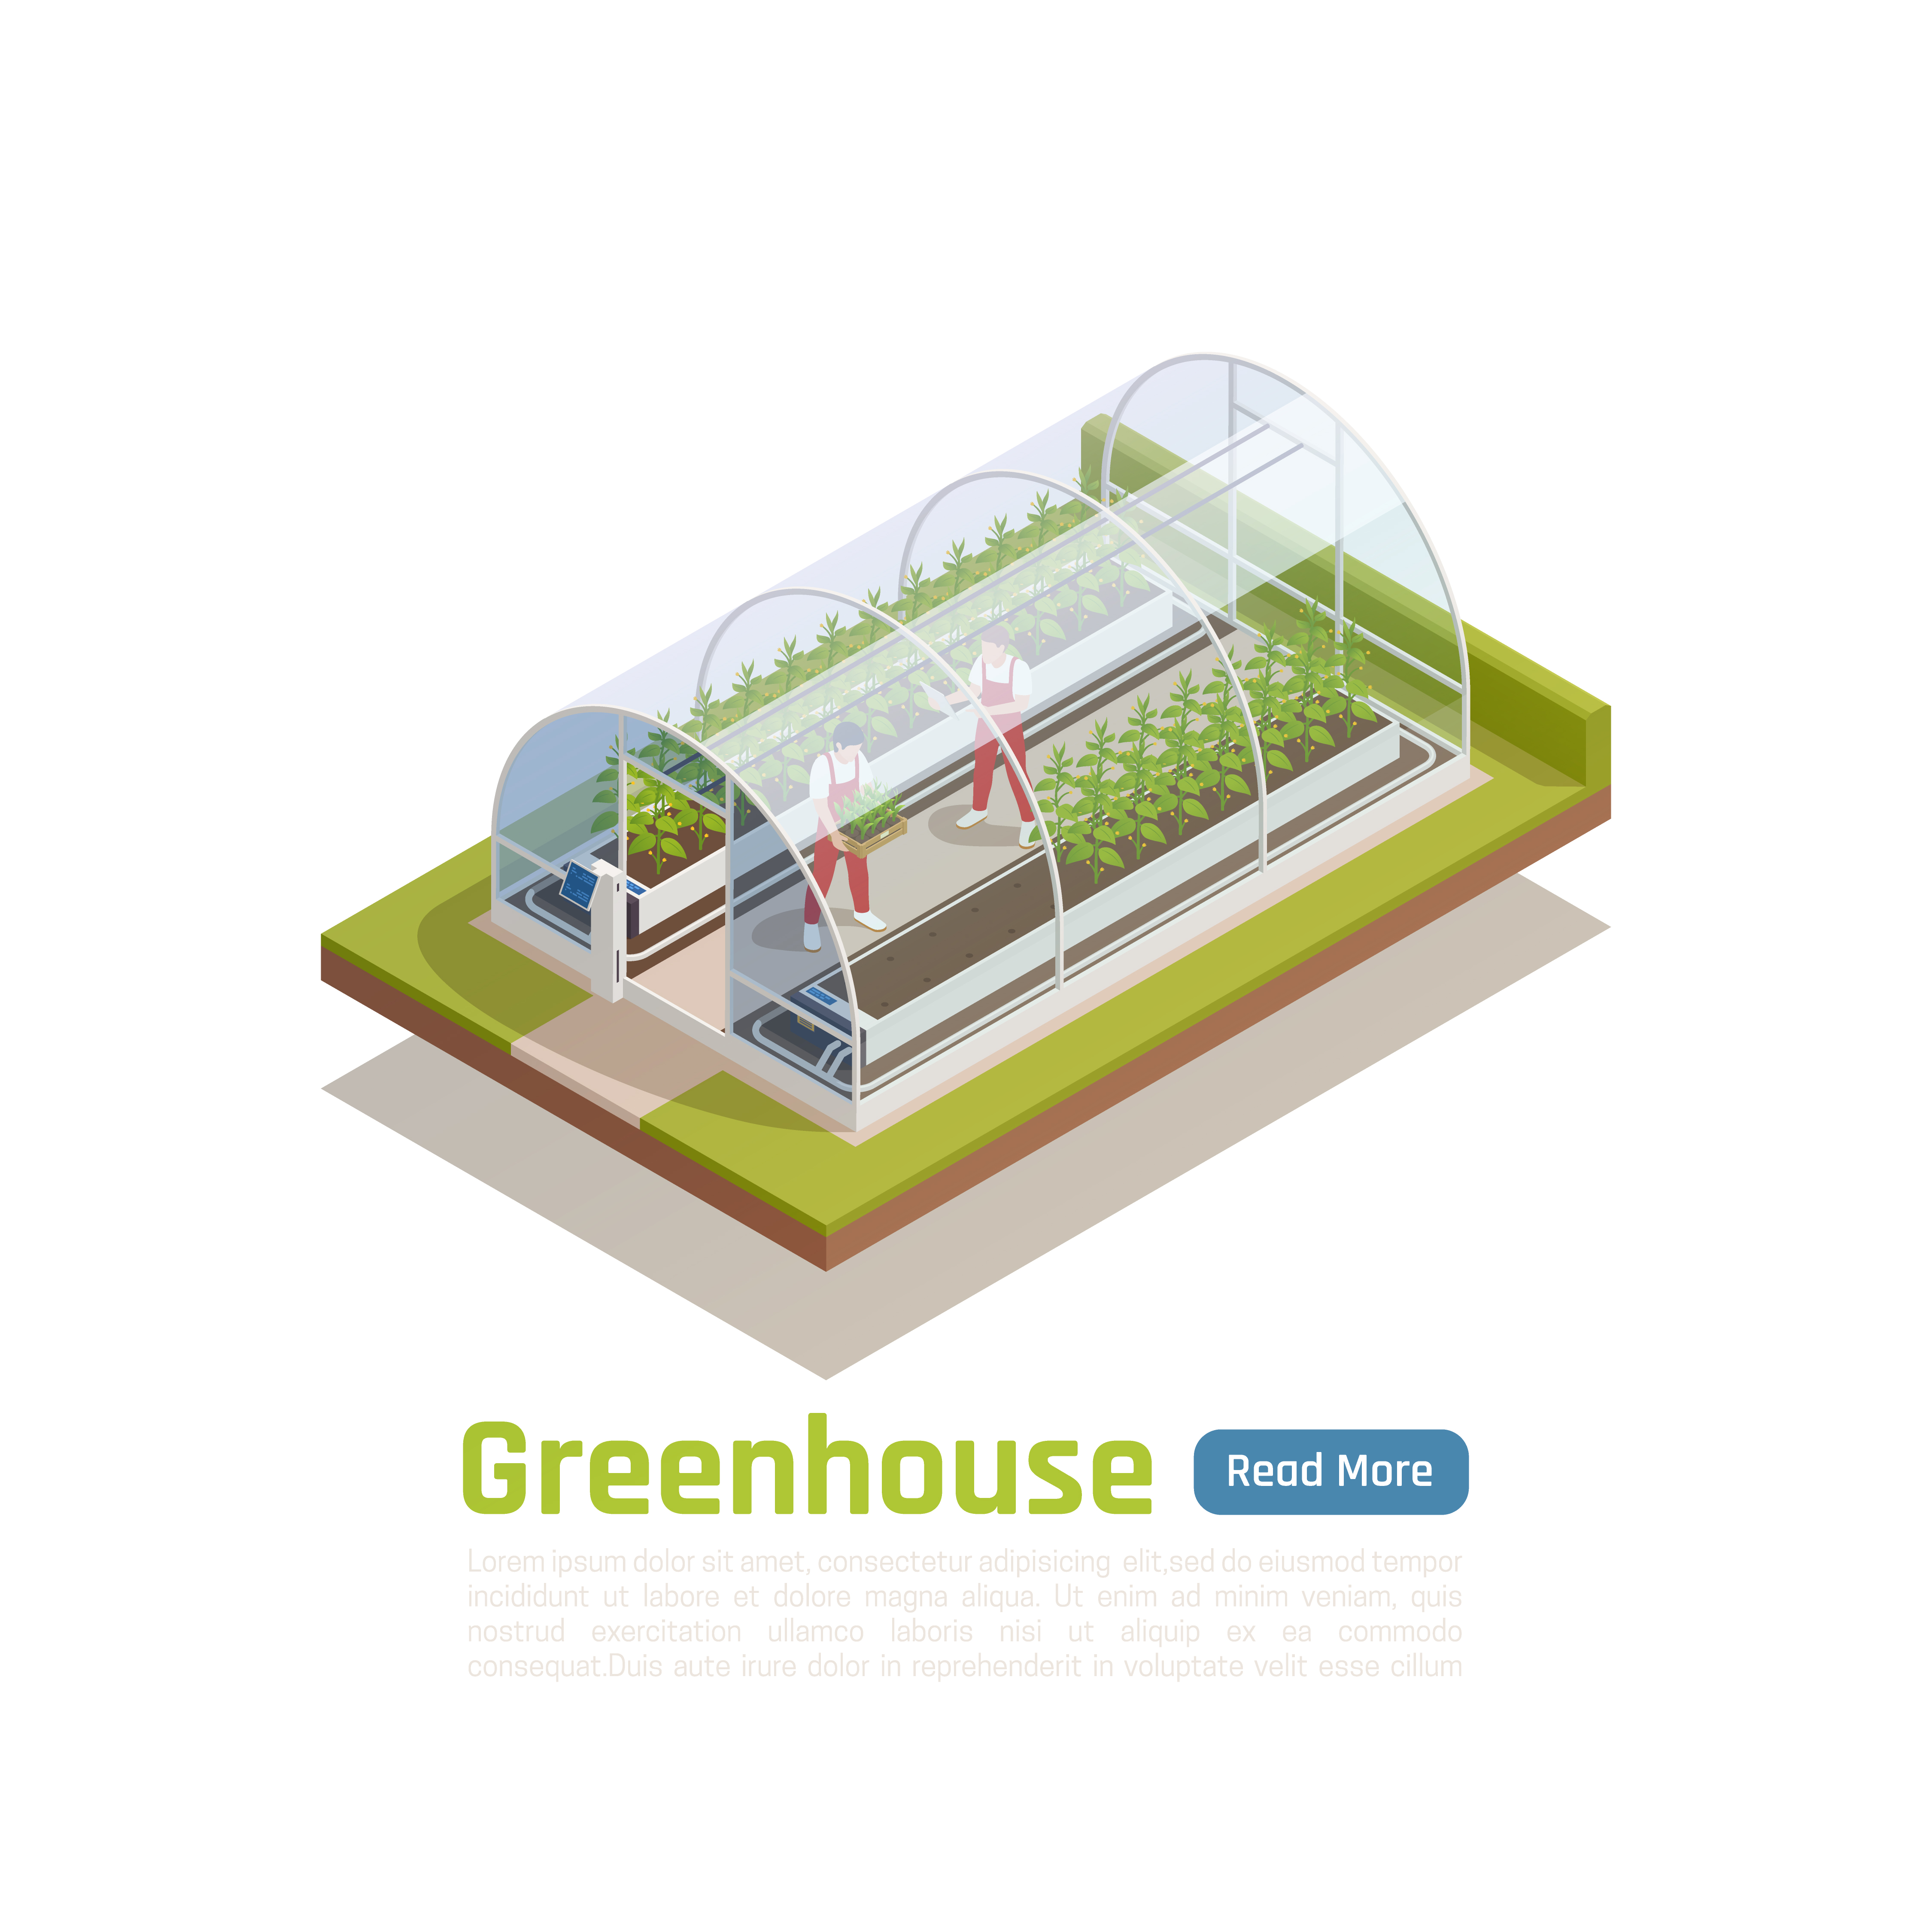 Greenhouse
Read More
Lorem ipsum dolor sit amet, consectetur adipisicing elit,sed do eiusmod tempor
incididunt ut labore et dolore magna aliqua. Ut enim ad minim veniam, quis
nostrud exercitation ullamco laboris nisi ut aliquip ex ea commodo
consequat.Duis aute irure dolor in reprehenderit in voluptate velit esse cillum